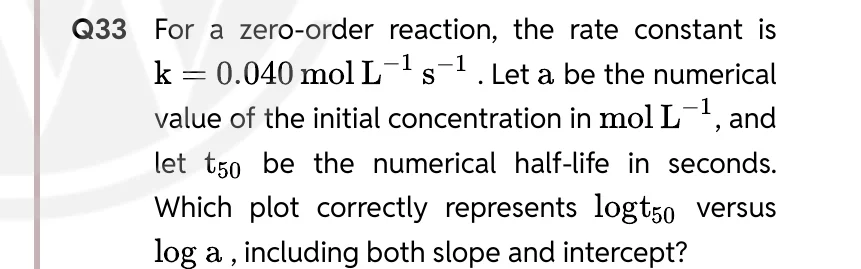 Q33 For a zero-order reaction, the rate constant is
k = 0.040 mol L⁻¹ s⁻¹ . Let a be the numerical
value of the initial concentration in mol L⁻¹, and
let t₅₀ be the numerical half-life in seconds.
Which plot correctly represents logt₅₀ versus
log a , including both slope and intercept?